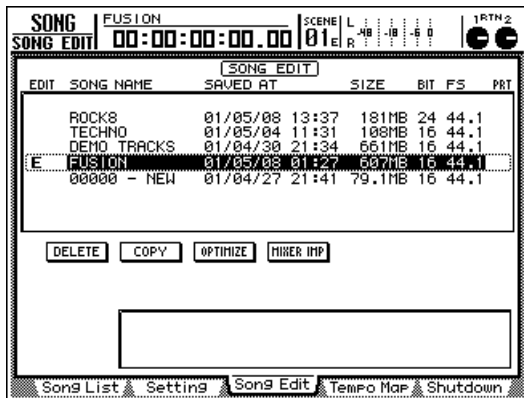 SONG FUSION SCENE L 1RTN2
SONG EDIT 00:00:00:00.00 01E R -48 -18 -6 0
SONG EDIT
EDIT SONG NAME SAVED AT SIZE BIT FS PRT
ROCK8 01/05/08 13:37 181MB 24 44.1
TECHNO 01/05/04 11:31 108MB 16 44.1
DEMO TRACKS 01/04/30 21:34 661MB 16 44.1
E FUSION 01/05/08 01:27 607MB 16 44.1
00000 - NEW 01/04/27 21:41 79.1MB 16 44.1
DELETE COPY OPTIMIZE MIXER IMP
Song List Setting Song Edit Tempo Map Shutdown